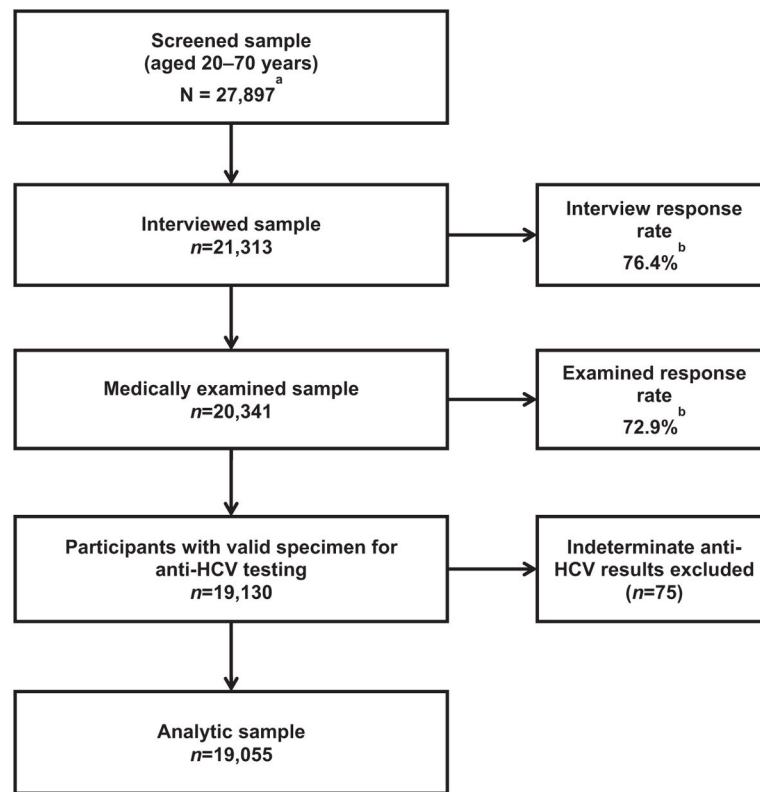 Screened sample
(aged 20–70 years)
N = 27,897a
Interviewed sample
n=21,313
Interview response
rate
76.4%b
Medically examined sample
n=20,341
Examined response
rate
72.9%b
Participants with valid specimen for
anti-HCV testing
n=19,130
Indeterminate anti-
HCV results excluded
(n=75)
Analytic sample
n=19,055